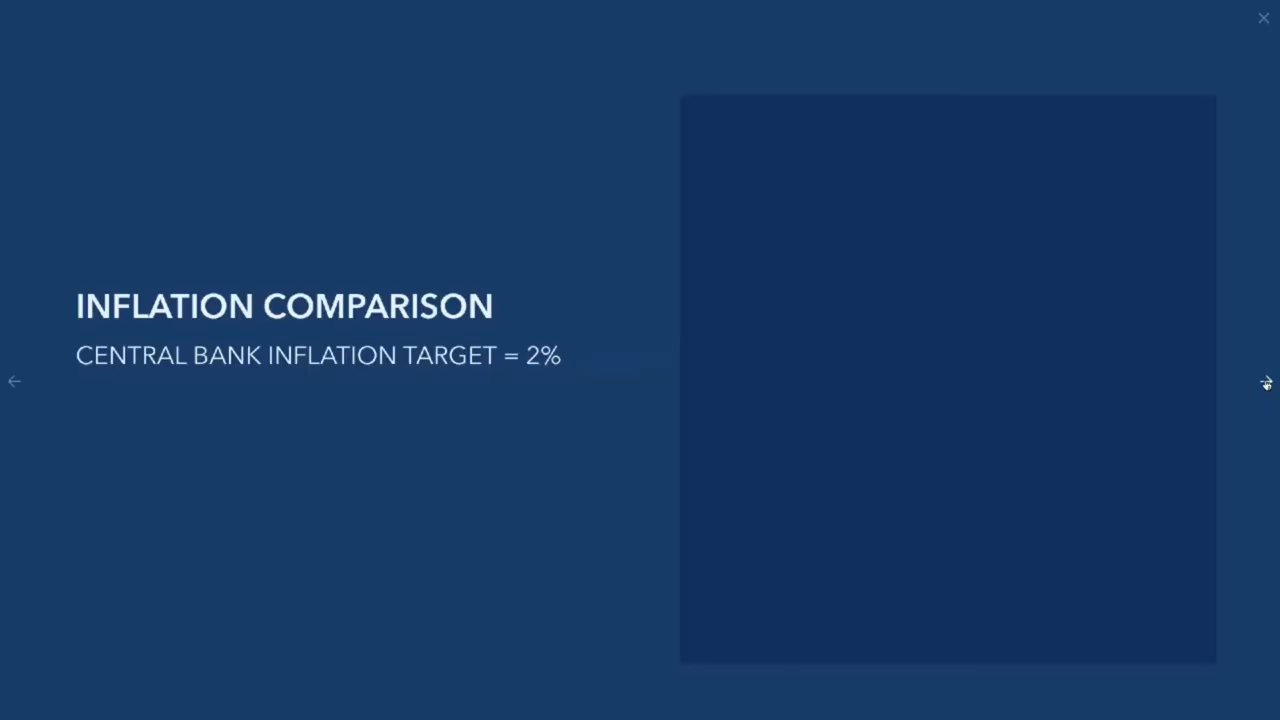 INFLATION COMPARISON
CENTRAL BANK INFLATION TARGET = 2%